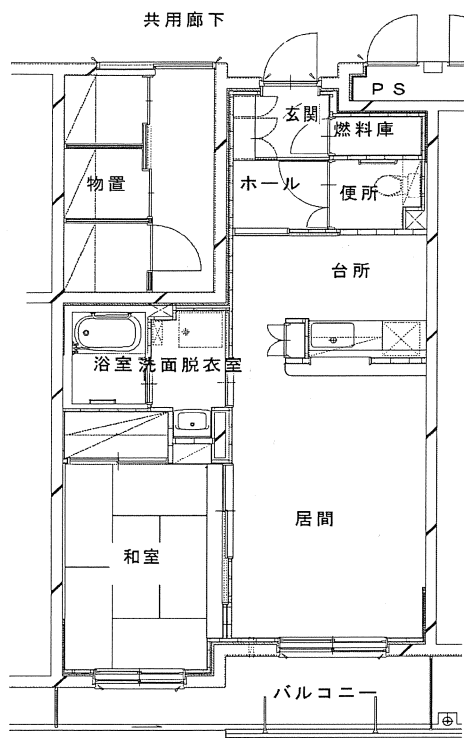 共用廊下
PS
玄関
燃料庫
物置
ホール
便所
台所
浴室
洗面脱衣室
居間
和室
バルコニー